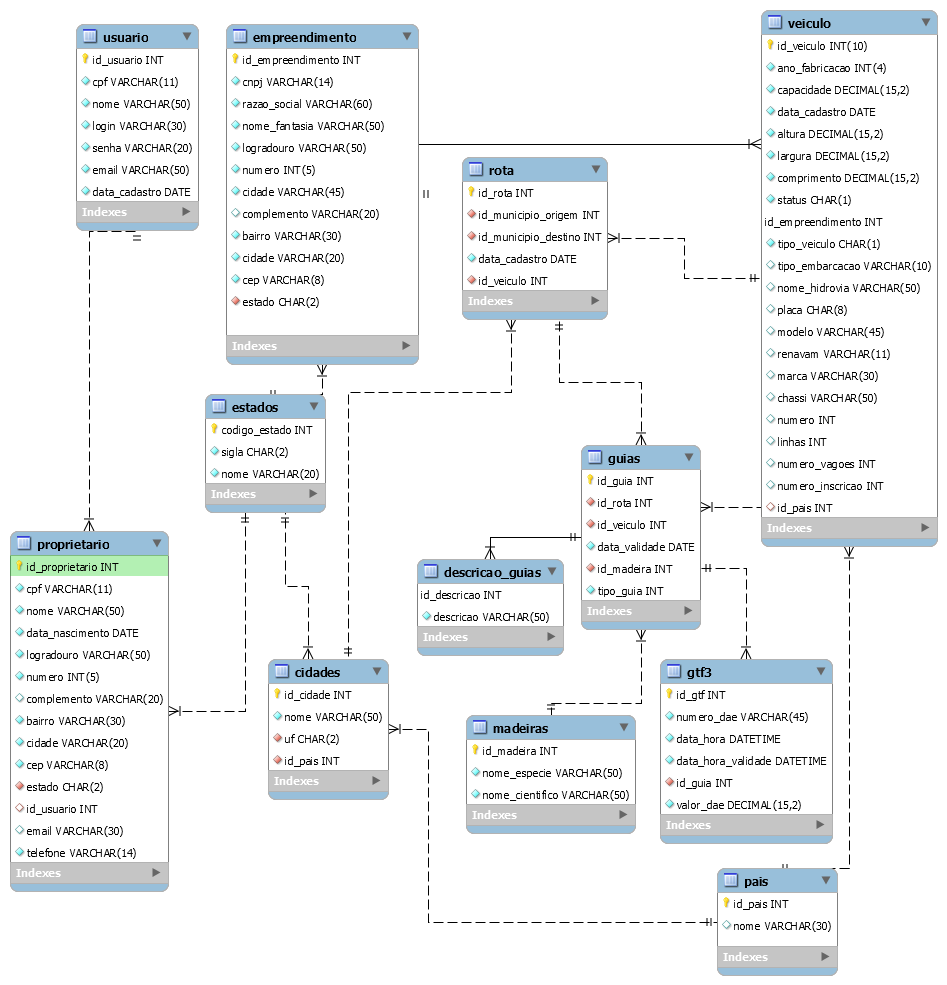 usuario
id_usuario INT
cpf VARCHAR(11)
nome VARCHAR(50)
login VARCHAR(30)
senha VARCHAR(20)
email VARCHAR(50)
data_cadastro DATE
Indexes
empreendimento
id_empreendimento INT
cnpj VARCHAR(14)
razao_social VARCHAR(60)
nome_fantasia VARCHAR(50)
logradouro VARCHAR(50)
numero INT(5)
cidade VARCHAR(45)
complemento VARCHAR(20)
bairro VARCHAR(30)
cidade VARCHAR(20)
cep VARCHAR(8)
estado CHAR(2)
Indexes
veiculo
id_veiculo INT(10)
ano_fabricacao INT(4)
capacidade DECIMAL(15,2)
data_cadastro DATE
altura DECIMAL(15,2)
largura DECIMAL(15,2)
comprimento DECIMAL(15,2)
status CHAR(1)
id_empreendimento INT
tipo_veiculo CHAR(1)
tipo_embarcacao VARCHAR(10)
nome_hidrovia VARCHAR(50)
placa CHAR(8)
modelo VARCHAR(45)
renavam VARCHAR(11)
marca VARCHAR(30)
chassi VARCHAR(50)
numero INT
linhas INT
numero_vagoes INT
numero_inscricao INT
id_pais INT
Indexes
rota
id_rota INT
id_municipio_origem INT
id_municipio_destino INT
data_cadastro DATE
id_veiculo INT
Indexes
estados
codigo_estado INT
sigla CHAR(2)
nome VARCHAR(20)
Indexes
guias
id_guia INT
id_rota INT
id_veiculo INT
data_validade DATE
id_madeira INT
tipo_guia INT
Indexes
proprietario
id_proprietario INT
cpf VARCHAR(11)
nome VARCHAR(50)
data_nascimento DATE
logradouro VARCHAR(50)
numero INT(5)
complemento VARCHAR(20)
bairro VARCHAR(30)
cidade VARCHAR(20)
cep VARCHAR(8)
estado CHAR(2)
id_usuario INT
email VARCHAR(30)
telefone VARCHAR(14)
Indexes
descricao_guias
id_descricao INT
descricao VARCHAR(50)
Indexes
cidades
id_cidade INT
nome VARCHAR(50)
uf CHAR(2)
id_pais INT
Indexes
madeiras
id_madeira INT
nome_especie VARCHAR(50)
nome_cientifico VARCHAR(50)
Indexes
gtf3
id_gtf INT
numero_dae VARCHAR(45)
data_hora DATETIME
data_hora_validade DATETIME
id_guia INT
valor_dae DECIMAL(15,2)
Indexes
pais
id_pais INT
nome VARCHAR(30)
Indexes